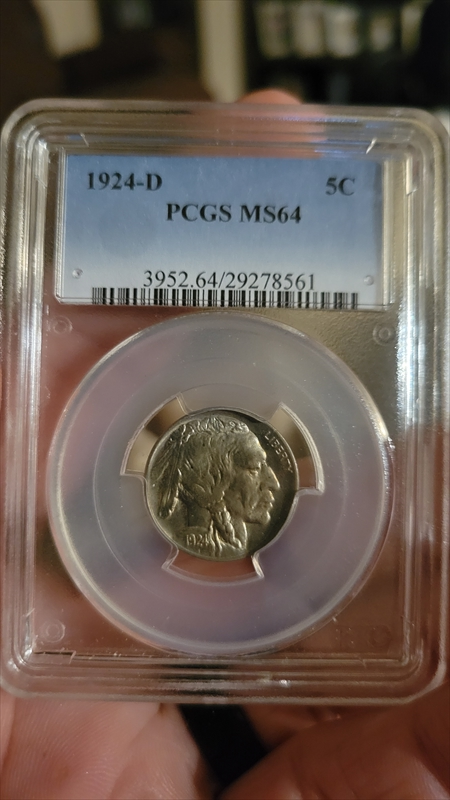 1924-D 5C
PCGS MS64
3952.64/29278561
LIBERTY
1924